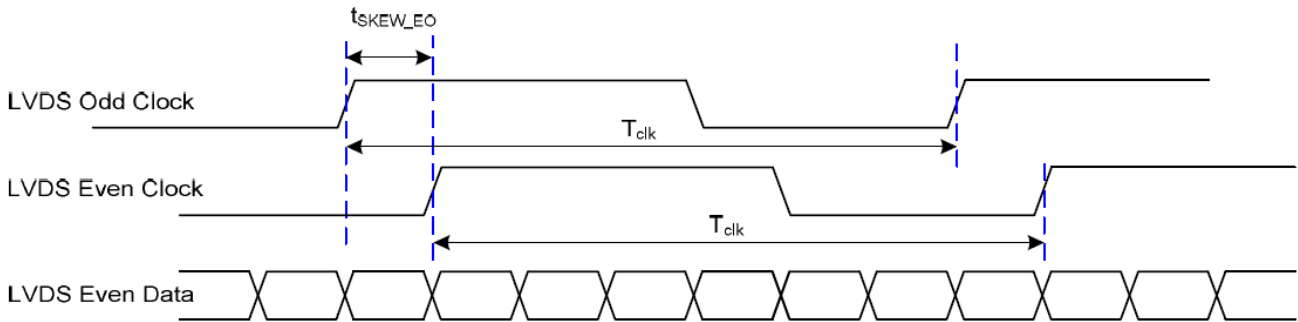 tSKEW_EO
LVDS Odd Clock
Tclk
LVDS Even Clock
Tclk
LVDS Even Data